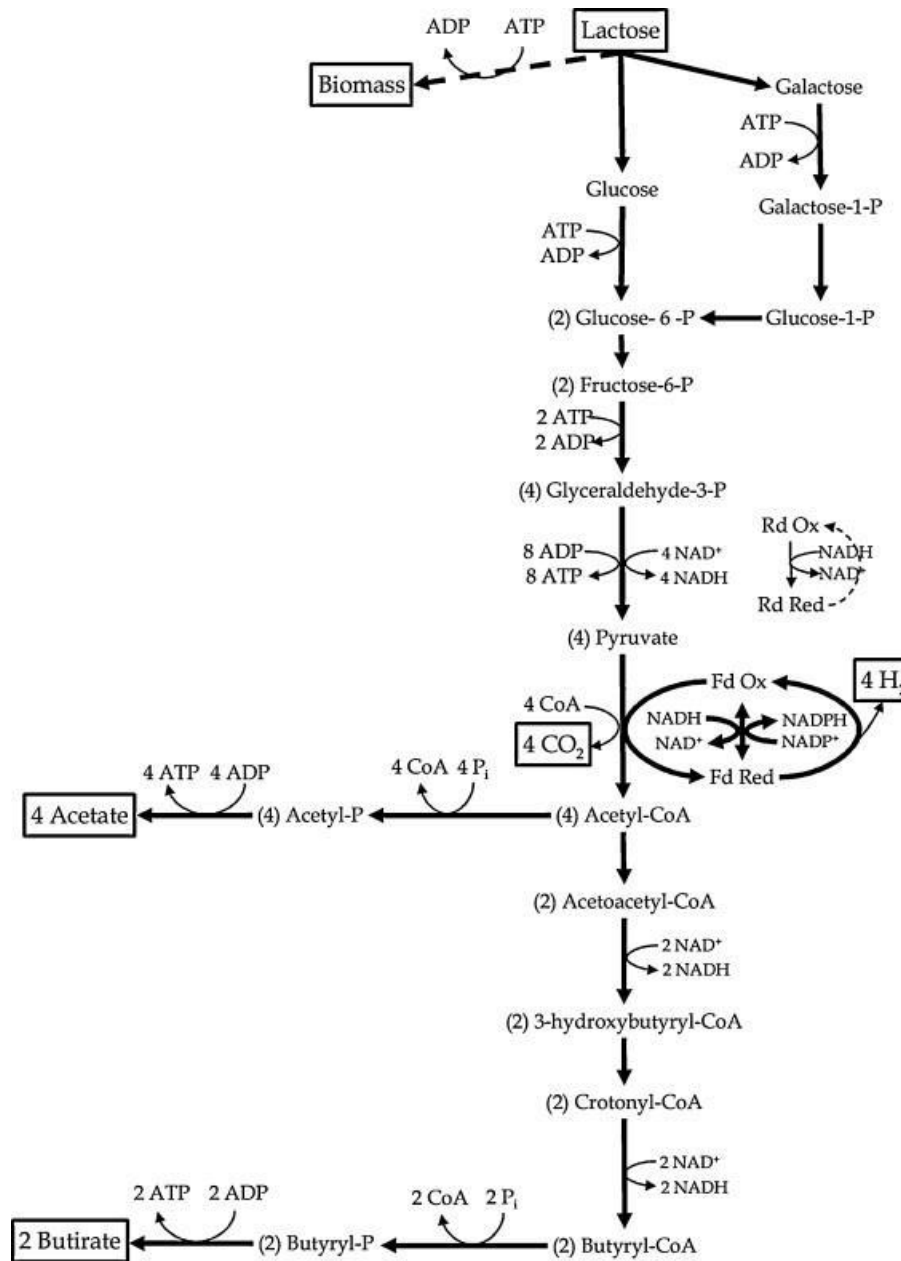 ADP ATP Lactose
Biomass
Galactose
ATP
ADP
Glucose
Galactose-1-P
ATP
ADP
(2) Glucose- 6 -P Glucose-1-P
(2) Fructose-6-P
2 ATP
2 ADP
(4) Glyceraldehyde-3-P
Rd Ox
8 ADP 4 NAD⁺ NADH
8 ATP 4 NADH NAD⁺
Rd Red
(4) Pyruvate
Fd Ox 4 H₂
4 CoA NADH NADPH
4 CO₂ NAD⁺ NADP⁺
Fd Red
4 ATP 4 ADP 4 CoA 4 Pᵢ
4 Acetate (4) Acetyl-P (4) Acetyl-CoA
(2) Acetoacetyl-CoA
2 NAD⁺
2 NADH
(2) 3-hydroxybutyryl-CoA
(2) Crotonyl-CoA
2 NAD⁺
2 NADH
2 ATP 2 ADP 2 CoA 2 Pᵢ
2 Butirate (2) Butyryl-P (2) Butyryl-CoA